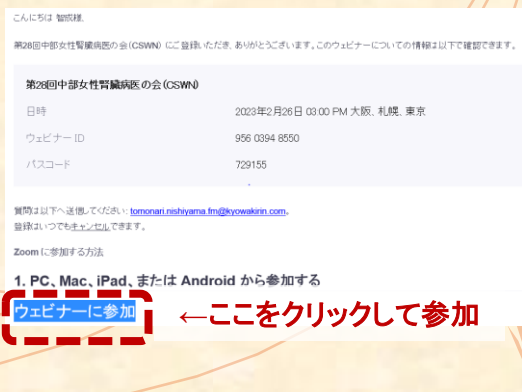 こんにちは 智成様,
第28回中部女性腎臓病医の会(CSWN) にご登録いただき、ありがとうございます。このウェビナーについての情報は以下で確認できます。
第28回中部女性腎臓病医の会(CSWN)
日時 2023年2月26日 03:00 PM 大阪、札幌、東京
ウェビナー ID 956 0394 8550
パスコード 729155
質問は以下へ送信してください: tomonari.nishiyama.fm@kyowakirin.com。
登録はいつでもキャンセルできます。
Zoom に参加する方法
1. PC、Mac、iPad、または Android から参加する
ウェビナーに参加 ←ここをクリックして参加